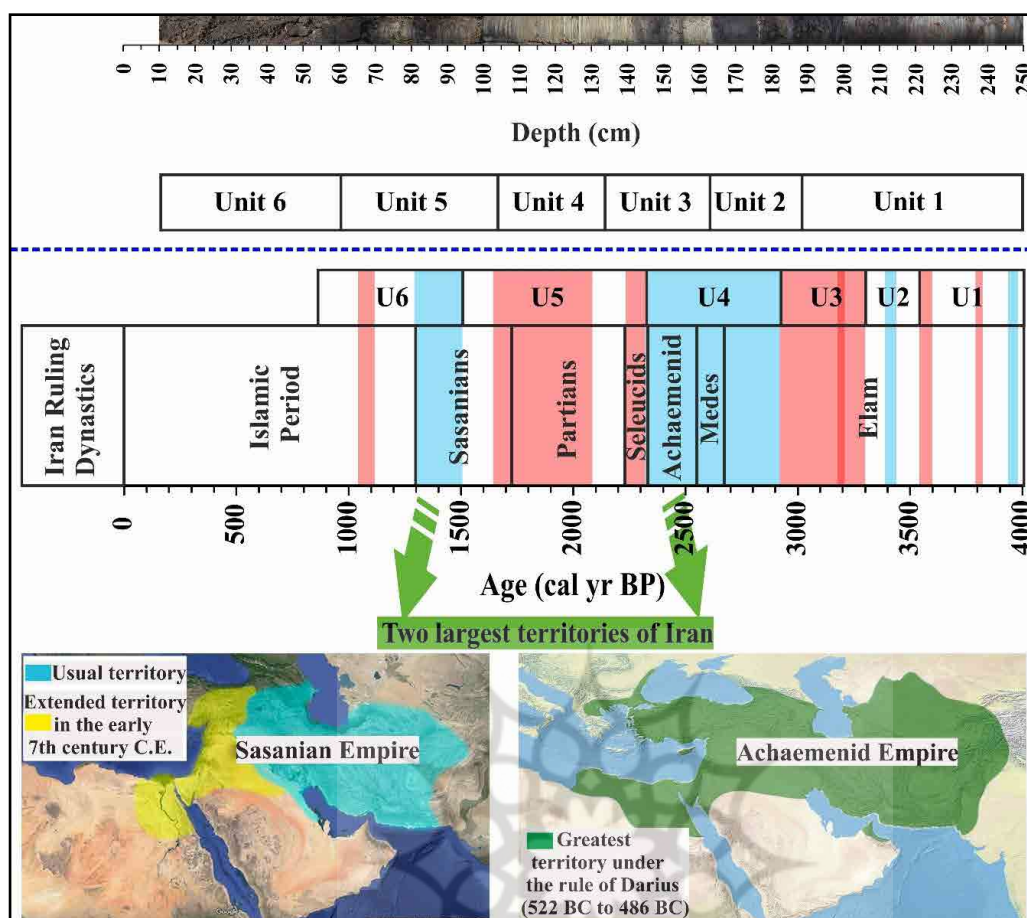 0 10 20 30 40 50 60 70 80 90 100 110 120 130 140 150 160 170 180 190 200 210 220 230 240 250
Depth (cm)
Unit 6 Unit 5 Unit 4 Unit 3 Unit 2 Unit 1
U6 U5 U4 U3 U2 U1
Iran Ruling
Dynastics
Islamic
Period
Sasanians
Partians
Seleucids
Achaemenid
Medes
Elam
0 500 1000 1500 2000 2500 3000 3500 4000
Age (cal yr BP)
Two largest territories of Iran
Usual territory
Extended territory
in the early
7th century C.E.
Sasanian Empire
Achaemenid Empire
Greatest
territory under
the rule of Darius
(522 BC to 486 BC)